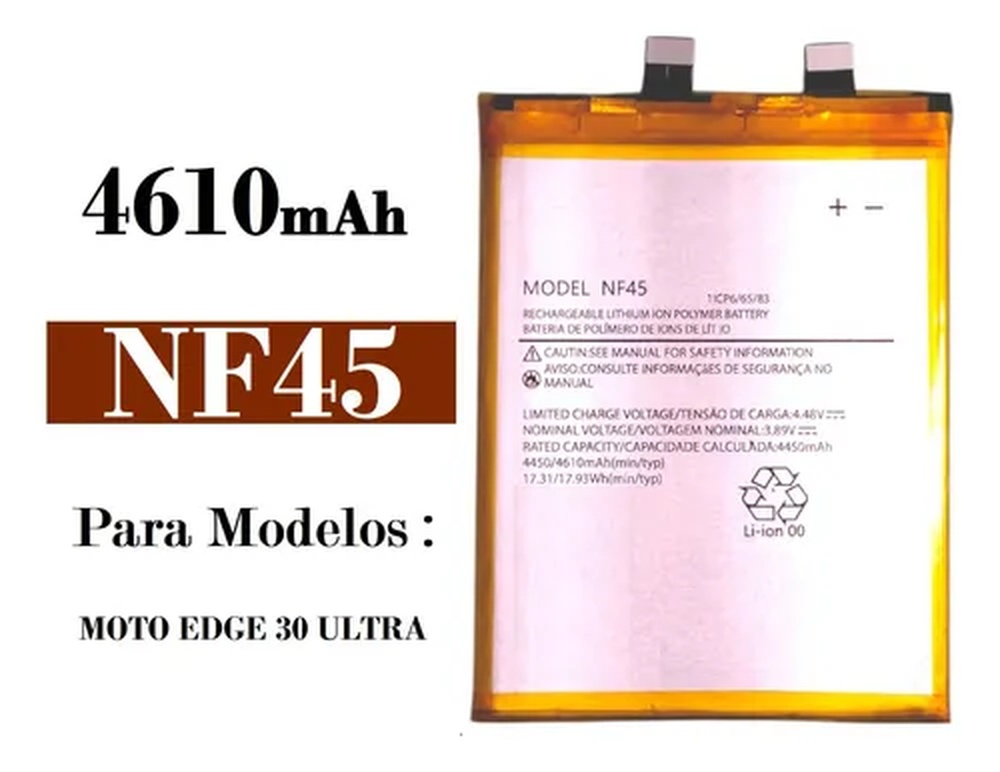 4610mAh
NF45
Para Modelos :
MOTO EDGE 30 ULTRA
+ −
MODEL NF45
1ICP6/65/83
RECHARGEABLE LITHIUM ION POLYMER BATTERY
BATERIA DE POLÍMERO DE IONS DE LÍT IO
CAUTIN:SEE MANUAL FOR SAFETY INFORMATION
AVISO:CONSULTE INFORMAÇãES DE SEGURANÇA NO
MANUAL
LIMITED CHARGE VOLTAGE/TENSÃO DE CARGA:4.48V
NOMINAL VOLTAGE/VOLTAGEM NOMINAL:3.89V
RATED CAPACITY/CAPACIDADE CALCULADA:4450mAh
4450/4610mAh(min/typ)
17.31/17.93Wh(min/typ)
Li-ion 00